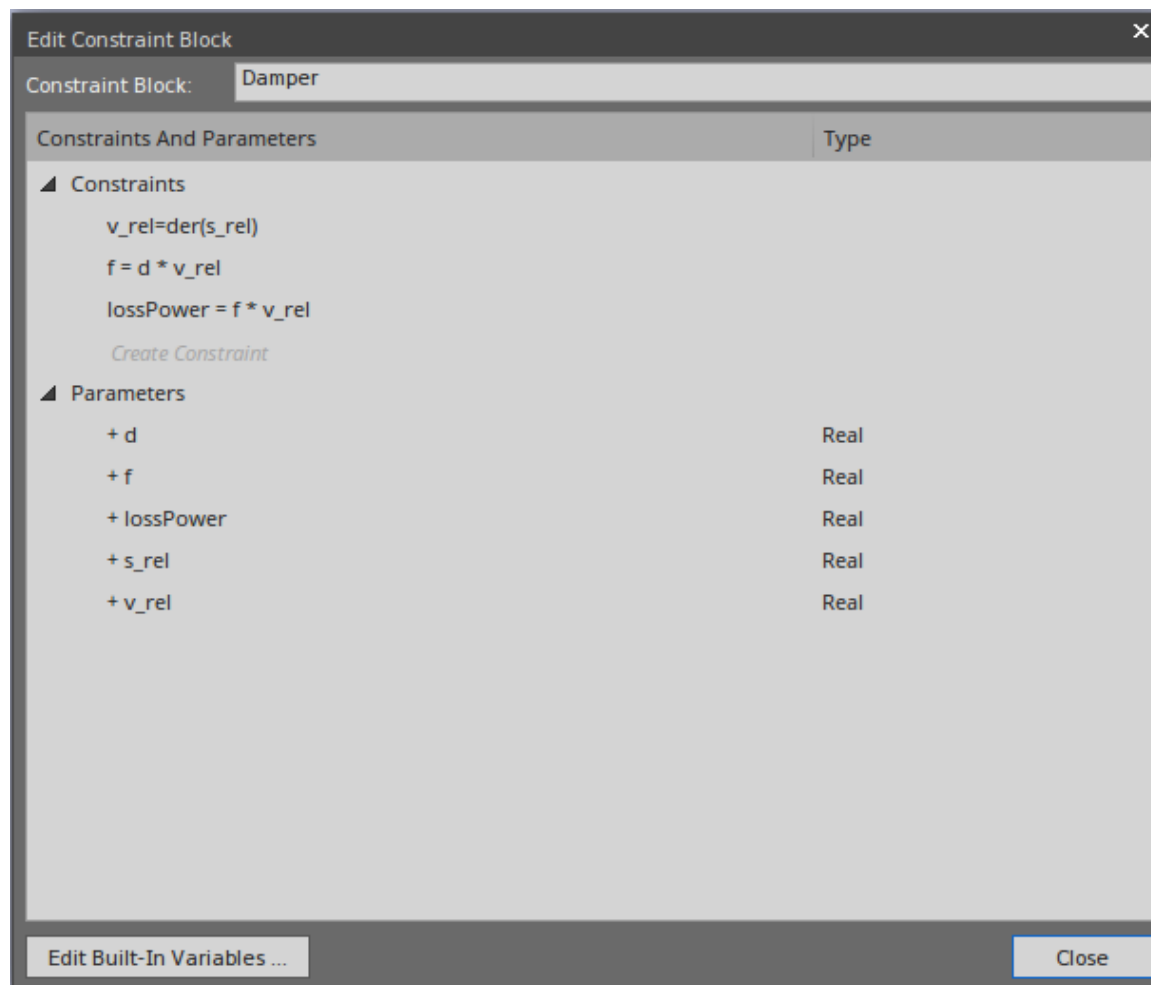 Edit Constraint Block
Constraint Block: Damper
Constraints And Parameters Type
Constraints
v_rel=der(s_rel)
f = d * v_rel
lossPower = f * v_rel
Create Constraint
Parameters
+ d Real
+ f Real
+ lossPower Real
+ s_rel Real
+ v_rel Real
Edit Built-In Variables ... Close